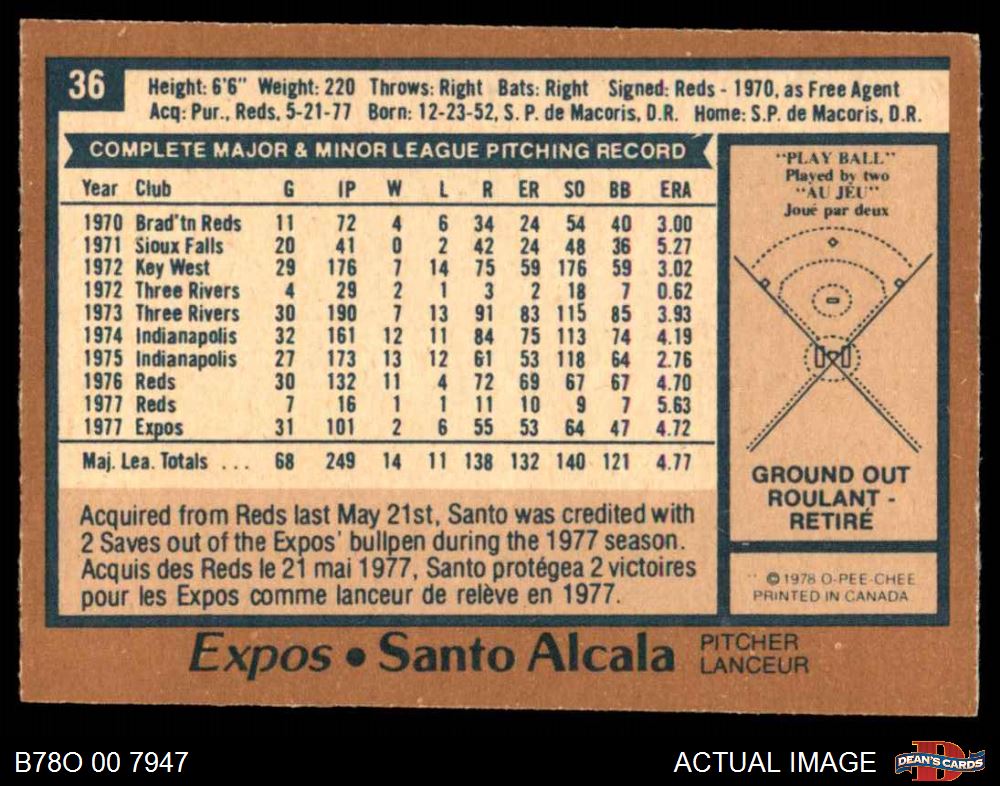 36
Height: 6'6" Weight: 220 Throws: Right Bats: Right Signed: Reds - 1970, as Free Agent
Acq: Pur., Reds, 5-21-77 Born: 12-23-52, S. P. de Macoris, D.R. Home: S.P. de Macoris, D.R.
COMPLETE MAJOR & MINOR LEAGUE PITCHING RECORD
Year Club G IP W L R ER SO BB ERA
1970 Brad'tn Reds 11 72 4 6 34 24 54 40 3.00
1971 Sioux Falls 20 41 0 2 42 24 48 36 5.27
1972 Key West 29 176 7 14 75 59 176 59 3.02
1972 Three Rivers 4 29 2 1 3 2 18 7 0.62
1973 Three Rivers 30 190 7 13 91 83 115 85 3.93
1974 Indianapolis 32 161 12 11 84 75 113 74 4.19
1975 Indianapolis 27 173 13 12 61 53 118 64 2.76
1976 Reds 30 132 11 4 72 69 67 67 4.70
1977 Reds 7 16 1 1 11 10 9 7 5.63
1977 Expos 31 101 2 6 55 53 64 47 4.72
Maj. Lea. Totals ... 68 249 14 11 138 132 140 121 4.77
Acquired from Reds last May 21st, Santo was credited with
2 Saves out of the Expos' bullpen during the 1977 season.
Acquis des Reds le 21 mai 1977, Santo protégea 2 victoires
pour les Expos comme lanceur de relève en 1977.
"PLAY BALL"
Played by two
"AU JEU"
Joué par deux
GROUND OUT
ROULANT -
RETIRÉ
© 1978 O-PEE-CHEE
PRINTED IN CANADA
Expos • Santo Alcala PITCHER
LANCEUR
B78O 00 7947
ACTUAL IMAGE
D
DEAN'S CARDS